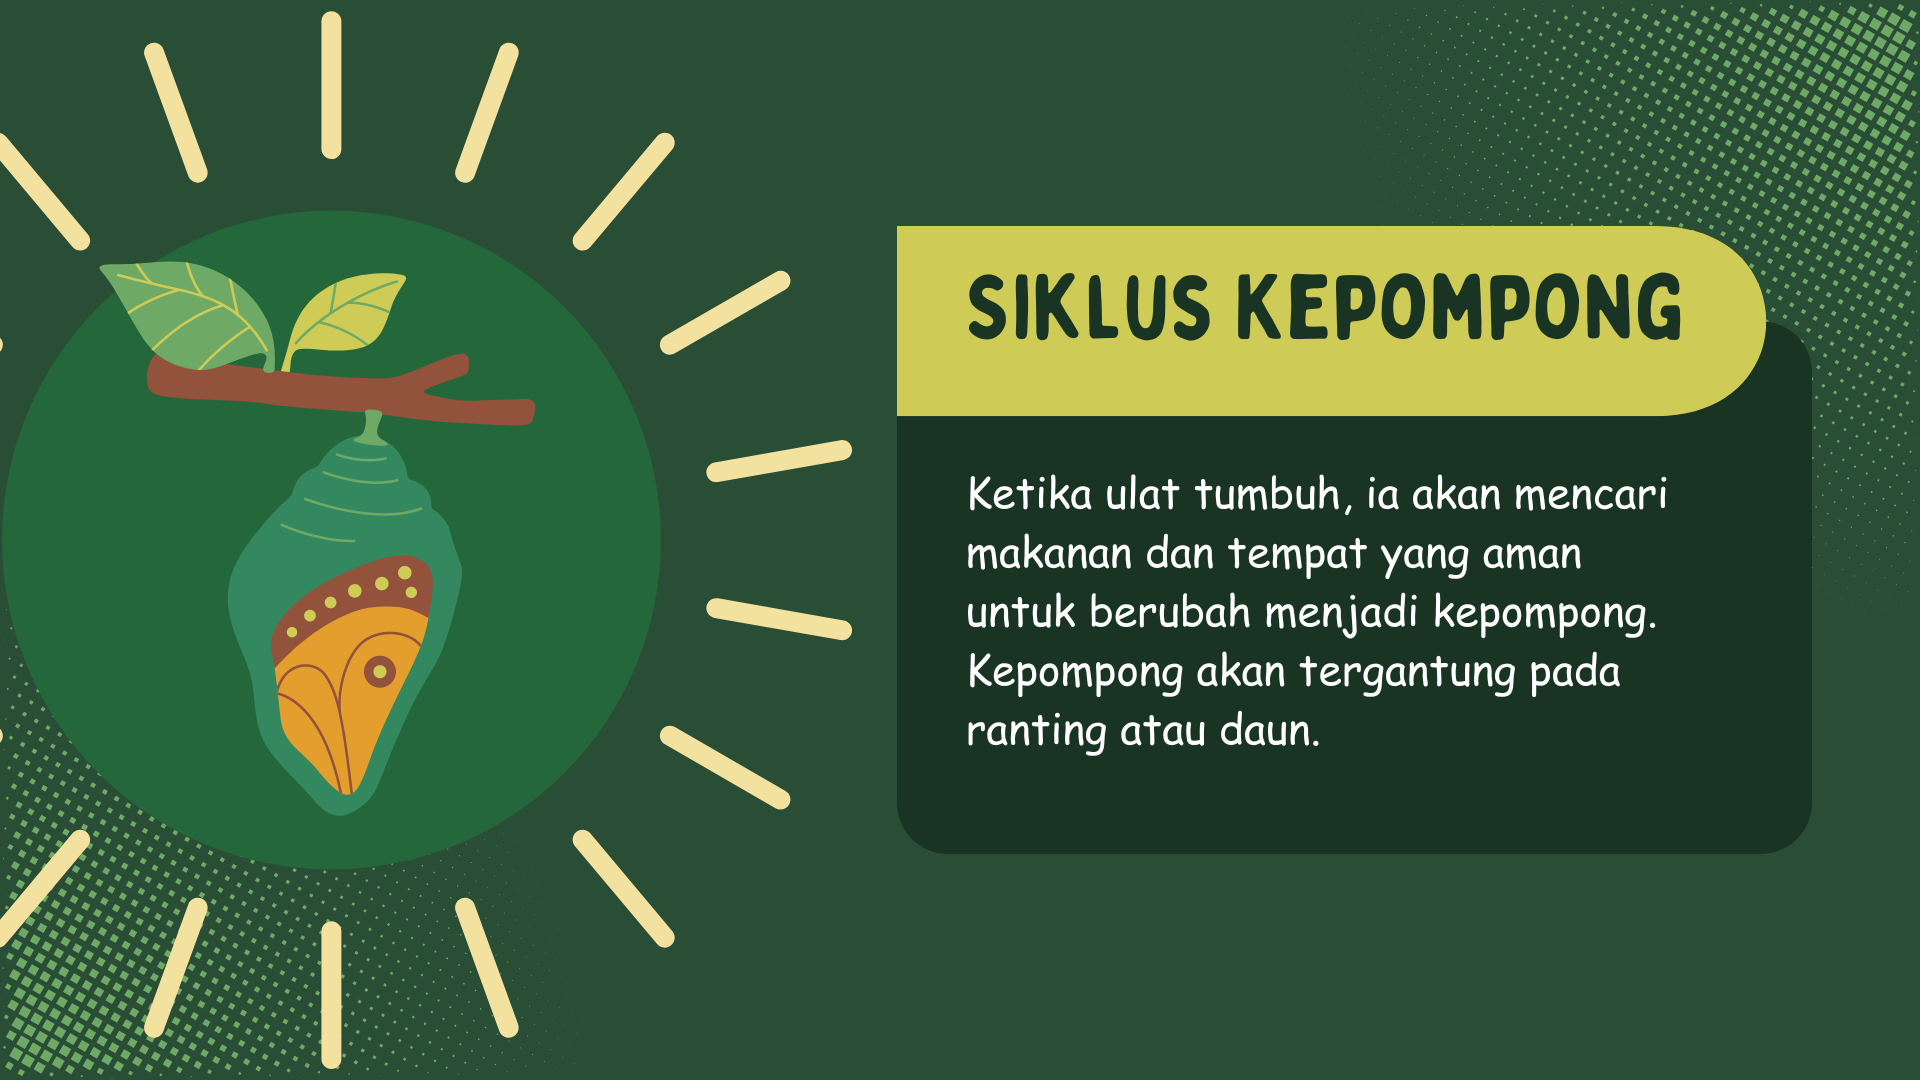 SIKLUS KEPOMPONG
Ketika ulat tumbuh, ia akan mencari
makanan dan tempat yang aman
untuk berubah menjadi kepompong.
Kepompong akan tergantung pada
ranting atau daun.